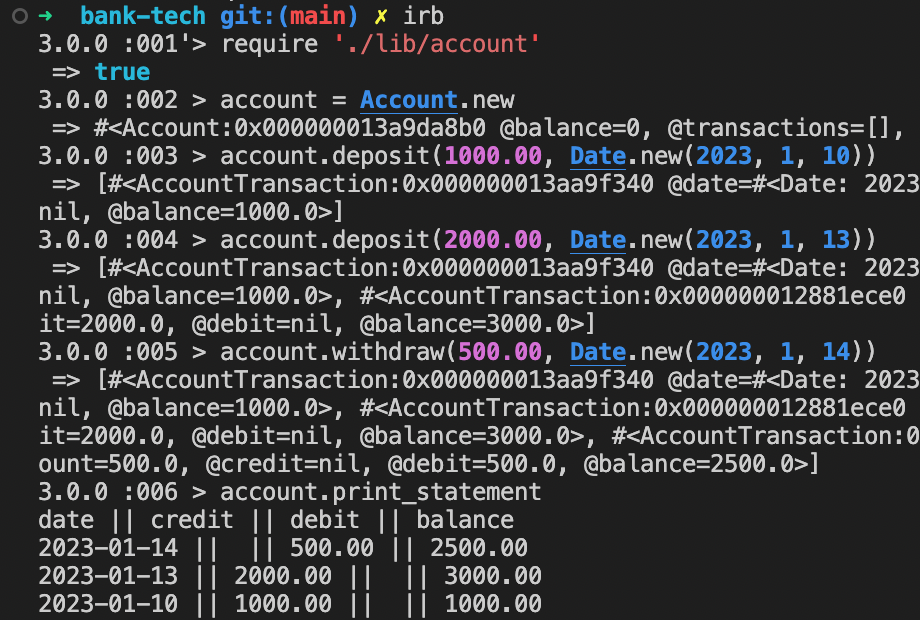 ➜ bank-tech git:(main) ✗ irb
3.0.0 :001'> require './lib/account'
=> true
3.0.0 :002 > account = Account.new
=> #<Account:0x000000013a9da8b0 @balance=0, @transactions=[],
3.0.0 :003 > account.deposit(1000.00, Date.new(2023, 1, 10))
=> [#<AccountTransaction:0x000000013aa9f340 @date=#<Date: 2023
nil, @balance=1000.0>]
3.0.0 :004 > account.deposit(2000.00, Date.new(2023, 1, 13))
=> [#<AccountTransaction:0x000000013aa9f340 @date=#<Date: 2023
nil, @balance=1000.0>, #<AccountTransaction:0x000000012881ece0
it=2000.0, @debit=nil, @balance=3000.0>]
3.0.0 :005 > account.withdraw(500.00, Date.new(2023, 1, 14))
=> [#<AccountTransaction:0x000000013aa9f340 @date=#<Date: 2023
nil, @balance=1000.0>, #<AccountTransaction:0x000000012881ece0
it=2000.0, @debit=nil, @balance=3000.0>, #<AccountTransaction:0
ount=500.0, @credit=nil, @debit=500.0, @balance=2500.0>]
3.0.0 :006 > account.print_statement
date || credit || debit || balance
2023-01-14 ||  || 500.00 || 2500.00
2023-01-13 || 2000.00 ||  || 3000.00
2023-01-10 || 1000.00 ||  || 1000.00